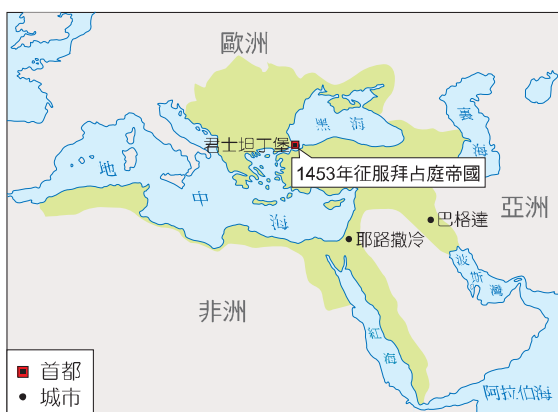 歐洲
黑海
裏海
君士坦丁堡
1453年征服拜占庭帝國
地中海
亞洲
巴格達
耶路撒冷
波斯灣
非洲
紅海
阿拉伯海
首都
城市